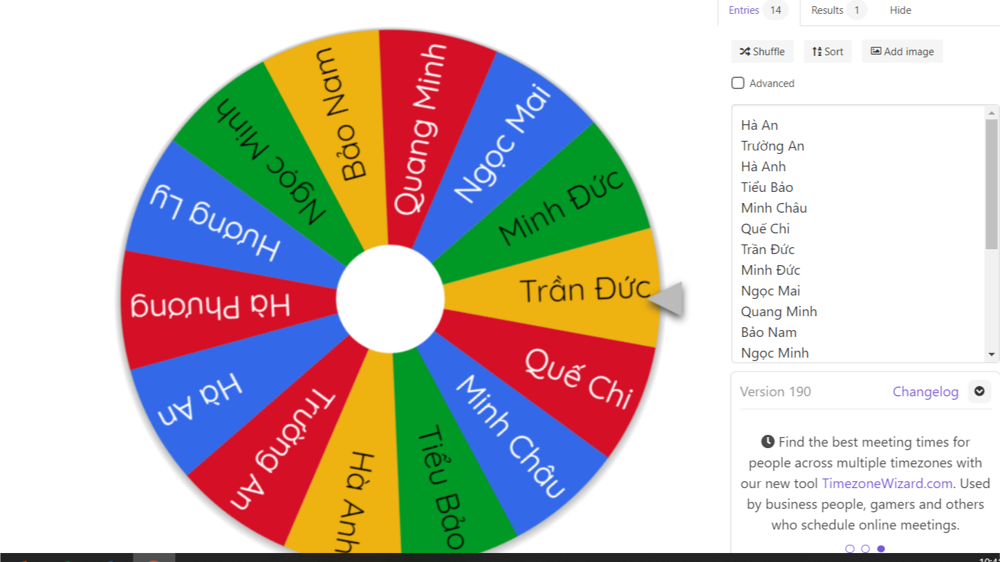 Entries 14 Results 1 Hide
Shuffle Sort Add image
Advanced
Hà An
Trường An
Hà Anh
Tiểu Bảo
Minh Châu
Quế Chi
Trần Đức
Minh Đức
Ngọc Mai
Quang Minh
Bảo Nam
Ngọc Minh
Version 190 Changelog
Find the best meeting times for
people across multiple timezones with
our new tool TimezoneWizard.com. Used
by business people, gamers and others
who schedule online meetings.
Quang Minh
Ngọc Mai
Minh Đức
Trần Đức
Quế Chi
Minh Châu
Tiểu Bảo
Hà Anh
Trường An
Hà An
Hà Phương
Hương Ly
Ngọc Minh
Bảo Nam